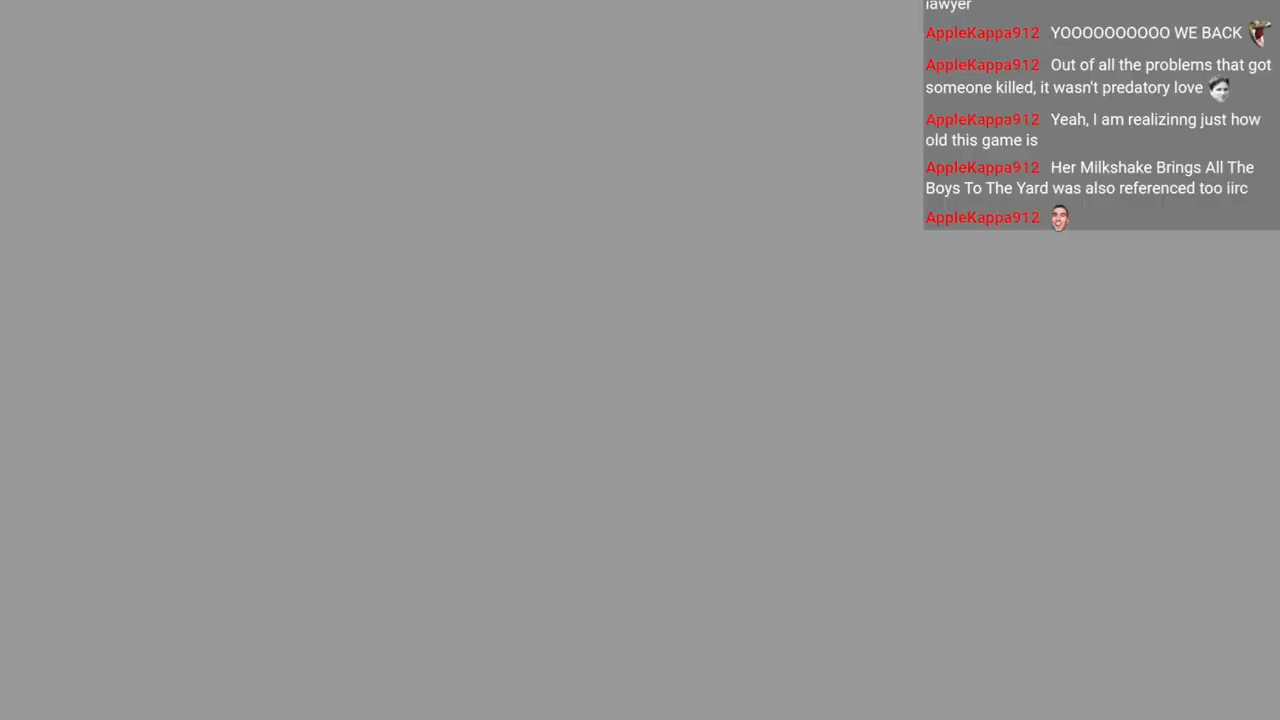 lawyer
AppleKappa912 YOOOOOOOOOO WE BACK
AppleKappa912 Out of all the problems that got
someone killed, it wasn't predatory love
AppleKappa912 Yeah, I am realizinng just how
old this game is
AppleKappa912 Her Milkshake Brings All The
Boys To The Yard was also referenced too iirc
AppleKappa912